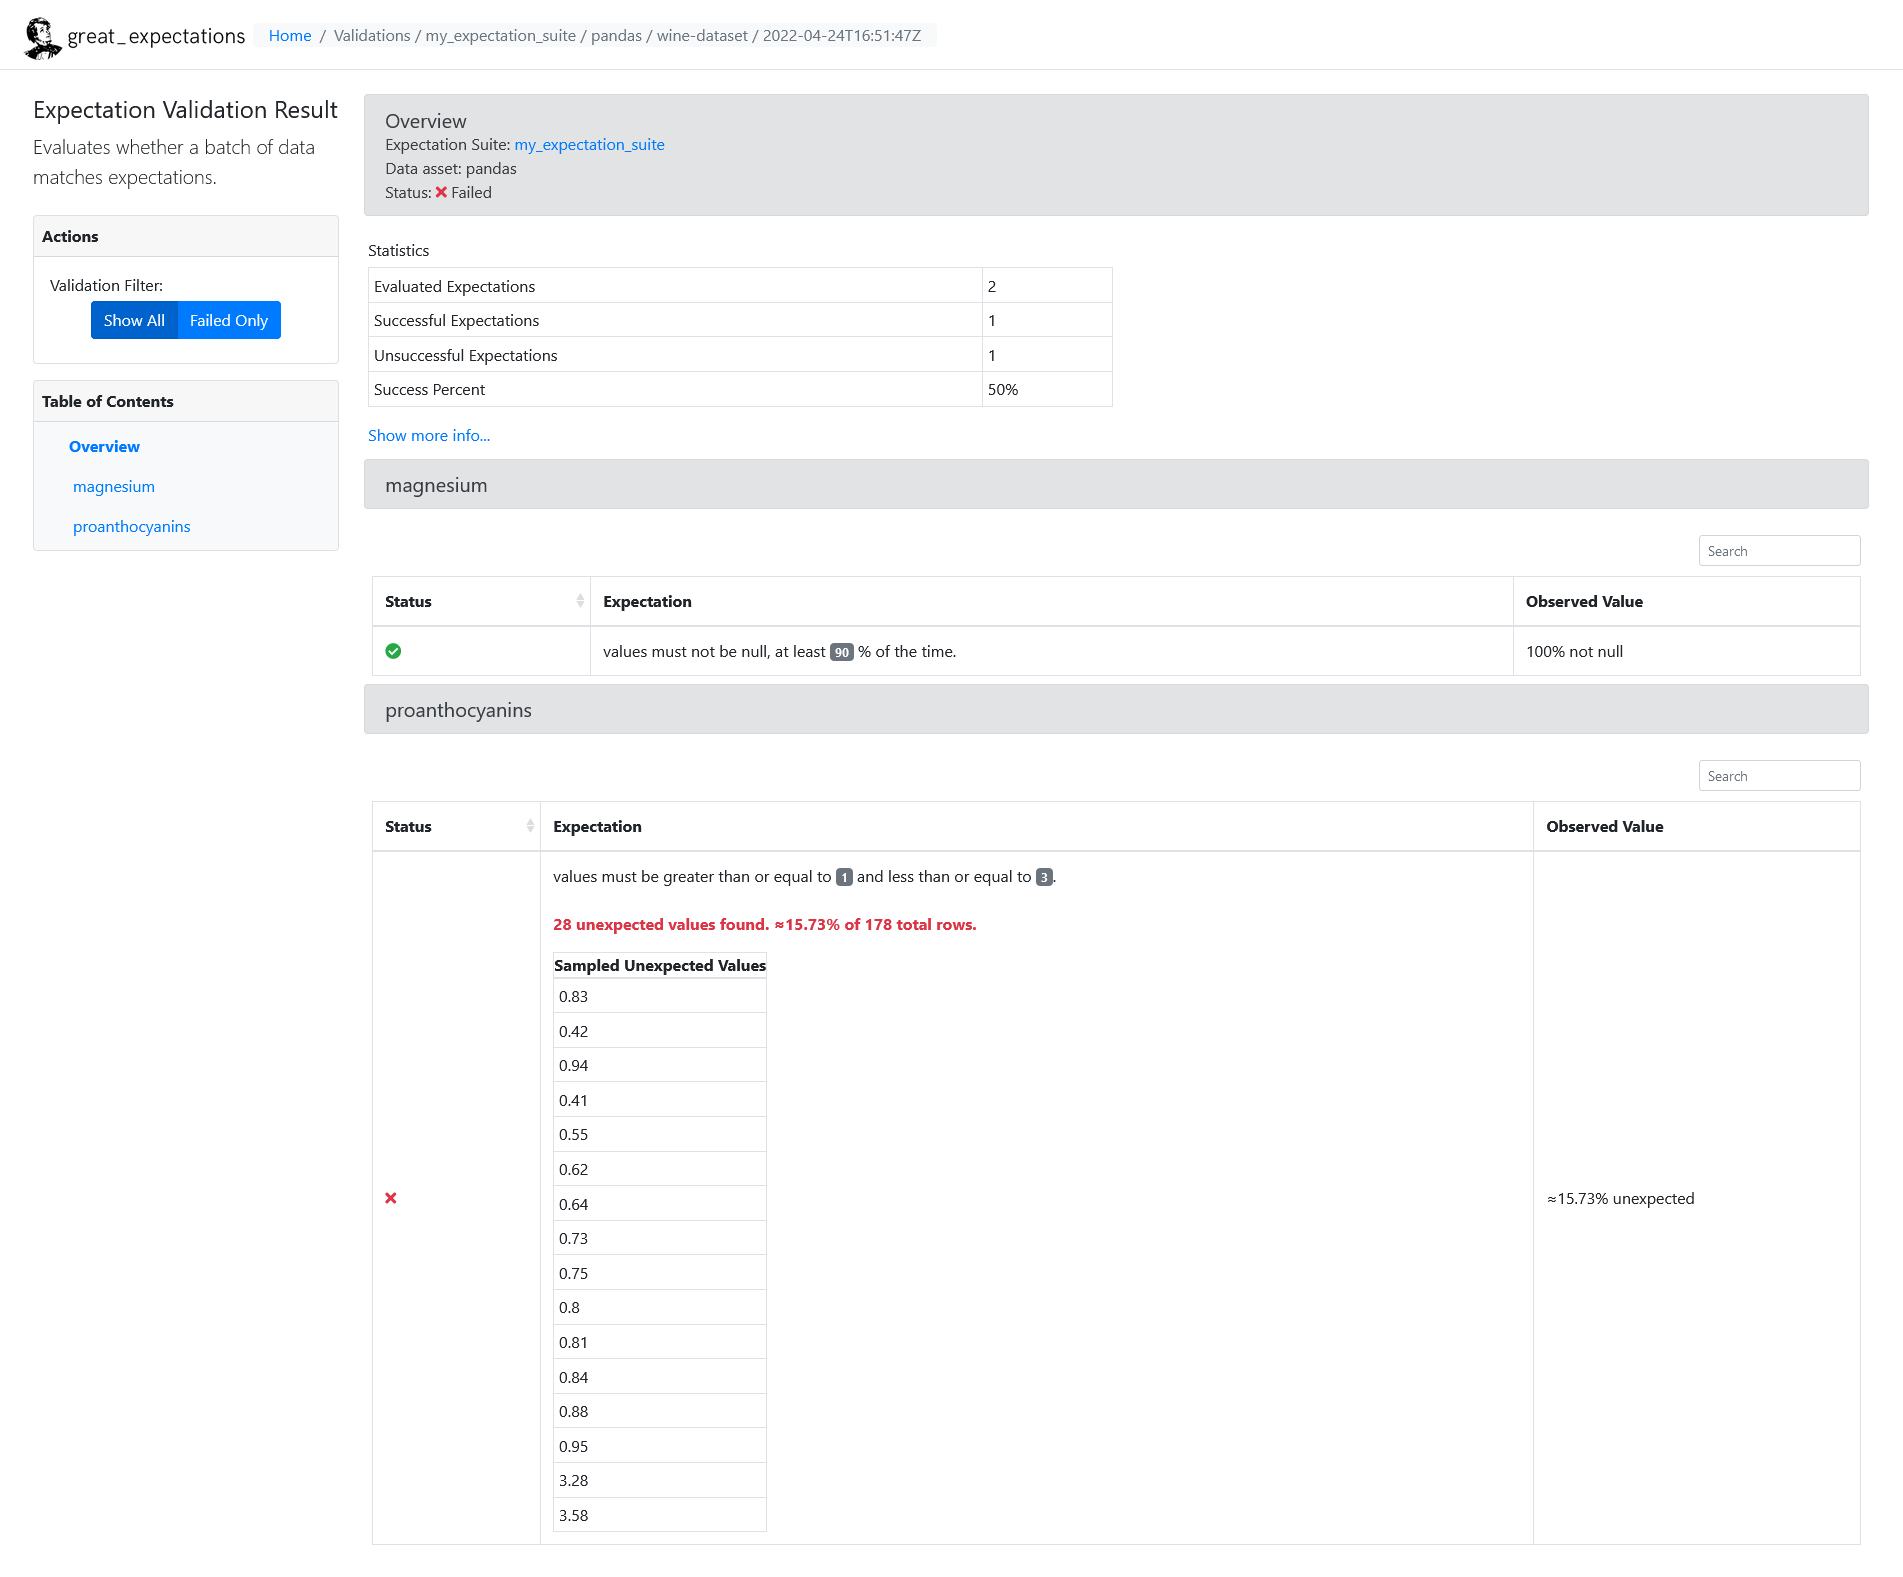 great_expectations Home / Validations / my_expectation_suite / pandas / wine-dataset / 2022-04-24T16:51:47Z
Expectation Validation Result
Evaluates whether a batch of data
matches expectations.
Actions
Validation Filter:
Show All Failed Only
Table of Contents
Overview
magnesium
proanthocyanins
Overview
Expectation Suite: my_expectation_suite
Data asset: pandas
Status: Failed
Statistics
Evaluated Expectations 2
Successful Expectations 1
Unsuccessful Expectations 1
Success Percent 50%
Show more info...
magnesium
Search
Status Expectation Observed Value
values must not be null, at least 90 % of the time. 100% not null
proanthocyanins
Search
Status Expectation Observed Value
values must be greater than or equal to 1 and less than or equal to 3.
28 unexpected values found. ≈15.73% of 178 total rows.
Sampled Unexpected Values
0.83
0.42
0.94
0.41
0.55
0.62
0.64
0.73
0.75
0.8
0.81
0.84
0.88
0.95
3.28
3.58
≈15.73% unexpected